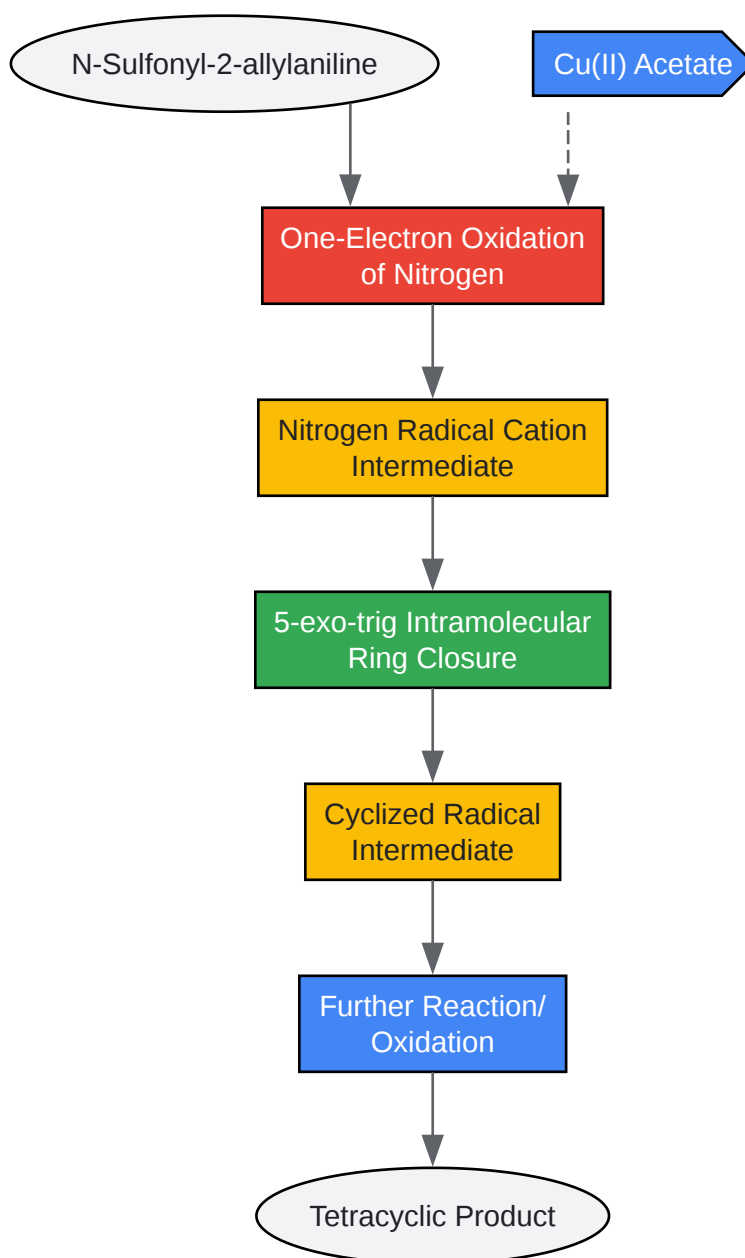 N-Sulfonyl-2-allylaniline
Cu(II) Acetate
One-Electron Oxidation
of Nitrogen
Nitrogen Radical Cation
Intermediate
5-exo-trig Intramolecular
Ring Closure
Cyclized Radical
Intermediate
Further Reaction/
Oxidation
Tetracyclic Product